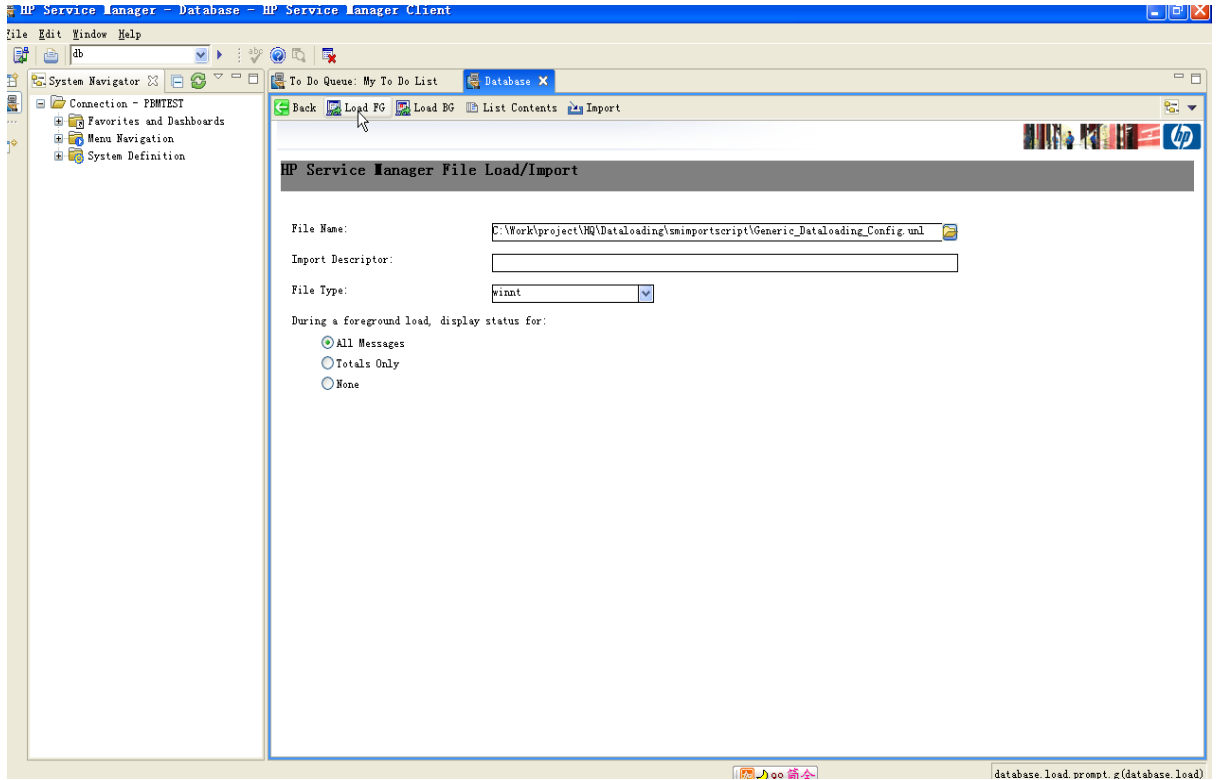 HP Service Manager - Database - HP Service Manager Client
File Edit Window Help
db
System Navigator
To Do Queue: My To Do List
Database
Connection - PBMTEST
Favorites and Dashboards
Menu Navigation
System Definition
Back Load FG Load BG List Contents Import
hp
HP Service Manager File Load/Import
File Name: C:\Work\project\HQ\Dataloading\smimportscript\Generic_Dataloading_Config.unl
Import Descriptor:
File Type: winnt
During a foreground load, display status for:
All Messages
Totals Only
None
简全
database.load.prompt.g(database.load)